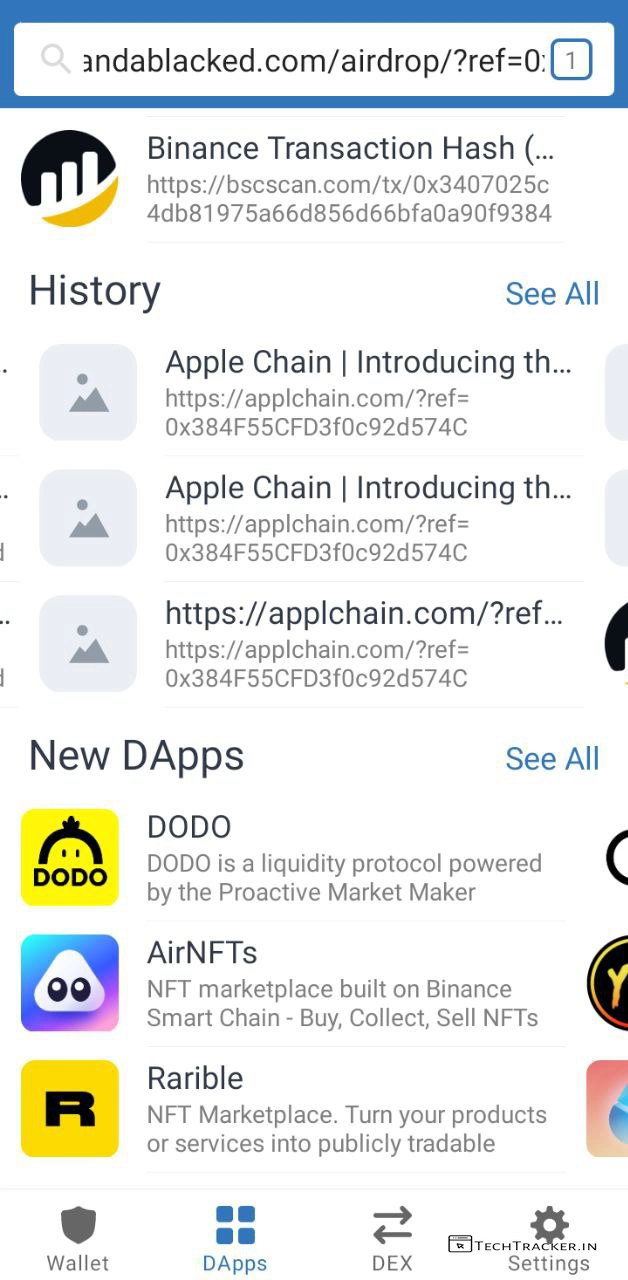 andablacked.com/airdrop/?ref=0
1
Binance Transaction Hash (...
https://bscscan.com/tx/0x3407025c
4db81975a66d856d66bfa0a90f9384
History
See All
Apple Chain | Introducing th...
https://applchain.com/?ref=
0x384F55CFD3f0c92d574C
Apple Chain | Introducing th...
https://applchain.com/?ref=
0x384F55CFD3f0c92d574C
https://applchain.com/?ref...
https://applchain.com/?ref=
0x384F55CFD3f0c92d574C
New DApps
See All
DODO
DODO
DODO is a liquidity protocol powered
by the Proactive Market Maker
AirNFTs
NFT marketplace built on Binance
Smart Chain - Buy, Collect, Sell NFTs
R
Rarible
NFT Marketplace. Turn your products
or services into publicly tradable
Wallet
DApps
DEX
Settings
TECHTRACKER.IN